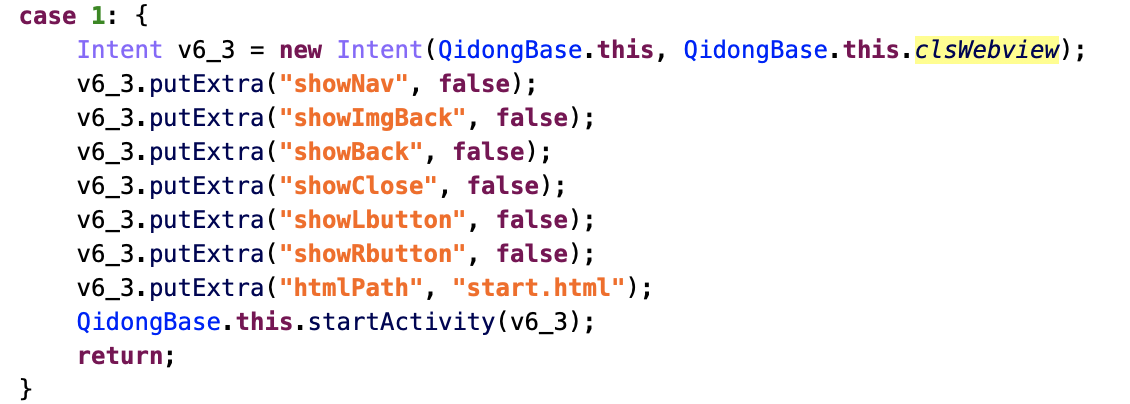 case 1: {
    Intent v6_3 = new Intent(QidongBase.this, QidongBase.this.clsWebview);
    v6_3.putExtra("showNav", false);
    v6_3.putExtra("showImgBack", false);
    v6_3.putExtra("showBack", false);
    v6_3.putExtra("showClose", false);
    v6_3.putExtra("showLbutton", false);
    v6_3.putExtra("showRbutton", false);
    v6_3.putExtra("htmlPath", "start.html");
    QidongBase.this.startActivity(v6_3);
    return;
}